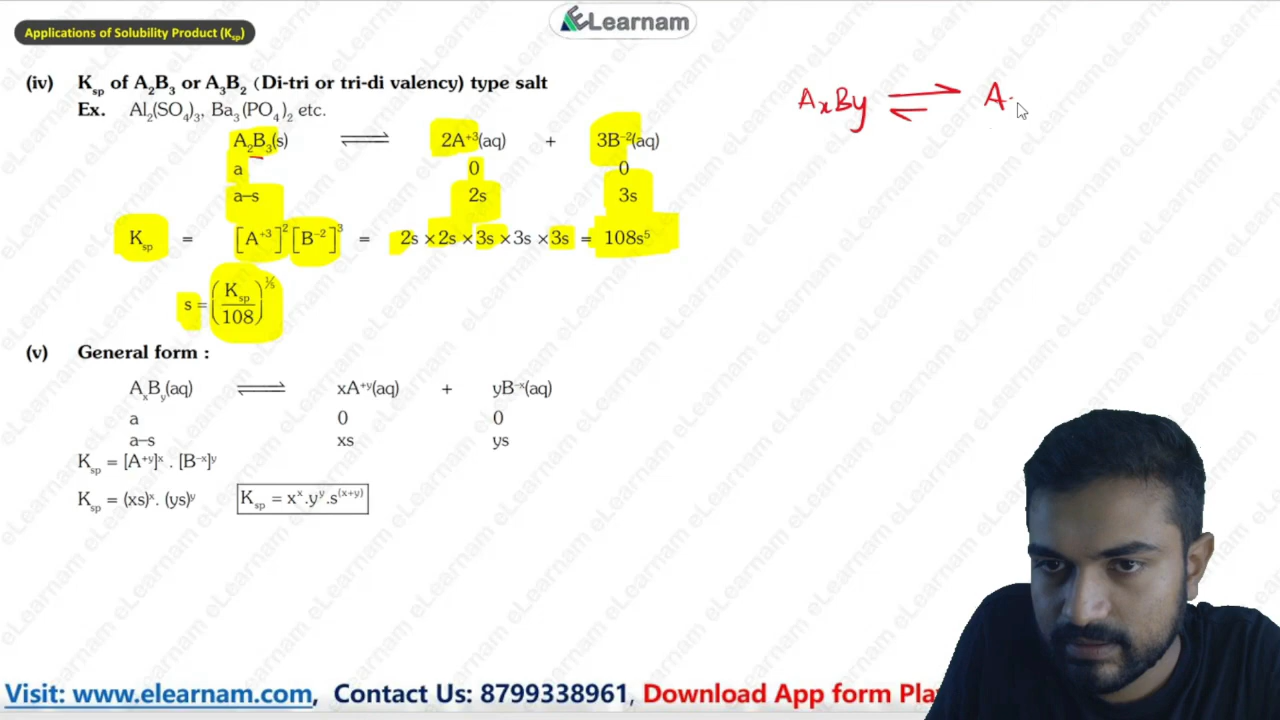 Applications of Solubility Product (Ksp)
ELearnam
(iv) Ksp of A2B3 or A3B2 (Di-tri or tri-di valency) type salt
Ex. Al2(SO4)3, Ba3(PO4)2 etc.
A2B3(s) ⇌ 2A+3(aq) + 3B−2(aq)
a 0 0
a–s 2s 3s
Ksp = [A+3]2 [B−2]3 = 2s × 2s × 3s × 3s × 3s = 108s5
s = (Ksp/108)1/5
AxBy ⇌ A
(v) General form :
AxBy(aq) ⇌ xA+y(aq) + yB−x(aq)
a 0 0
a–s xs ys
Ksp = [A+y]x . [B−x]y
Ksp = (xs)x. (ys)y Ksp = xx.yy.s(x+y)
Visit: www.elearnam.com, Contact Us: 8799338961, Download App form Pla